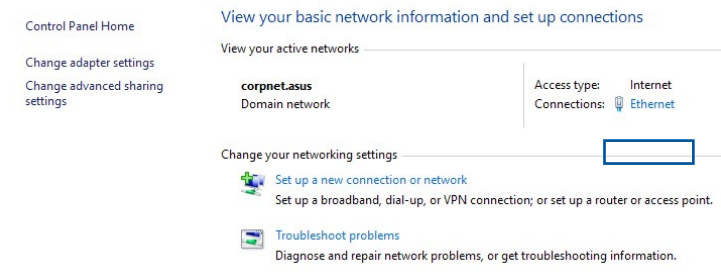 View your basic network information and set up connections
Control Panel Home
Change adapter settings
Change advanced sharing
settings
View your active networks
corpnet.asus
Domain network
Access type: Internet
Connections: Ethernet
Change your networking settings
Set up a new connection or network
Set up a broadband, dial-up, or VPN connection; or set up a router or access point.
Troubleshoot problems
Diagnose and repair network problems, or get troubleshooting information.